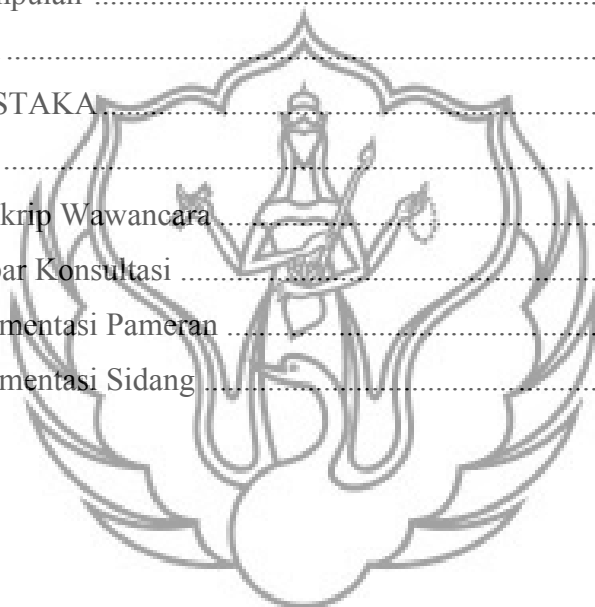 mpulan ..........................................................................
..........................................................................
STAKA..........................................................................
..........................................................................
krip Wawancara..........................................................................
ar Konsultasi ..........................................................................
mentasi Pameran ..........................................................................
mentasi Sidang ..........................................................................